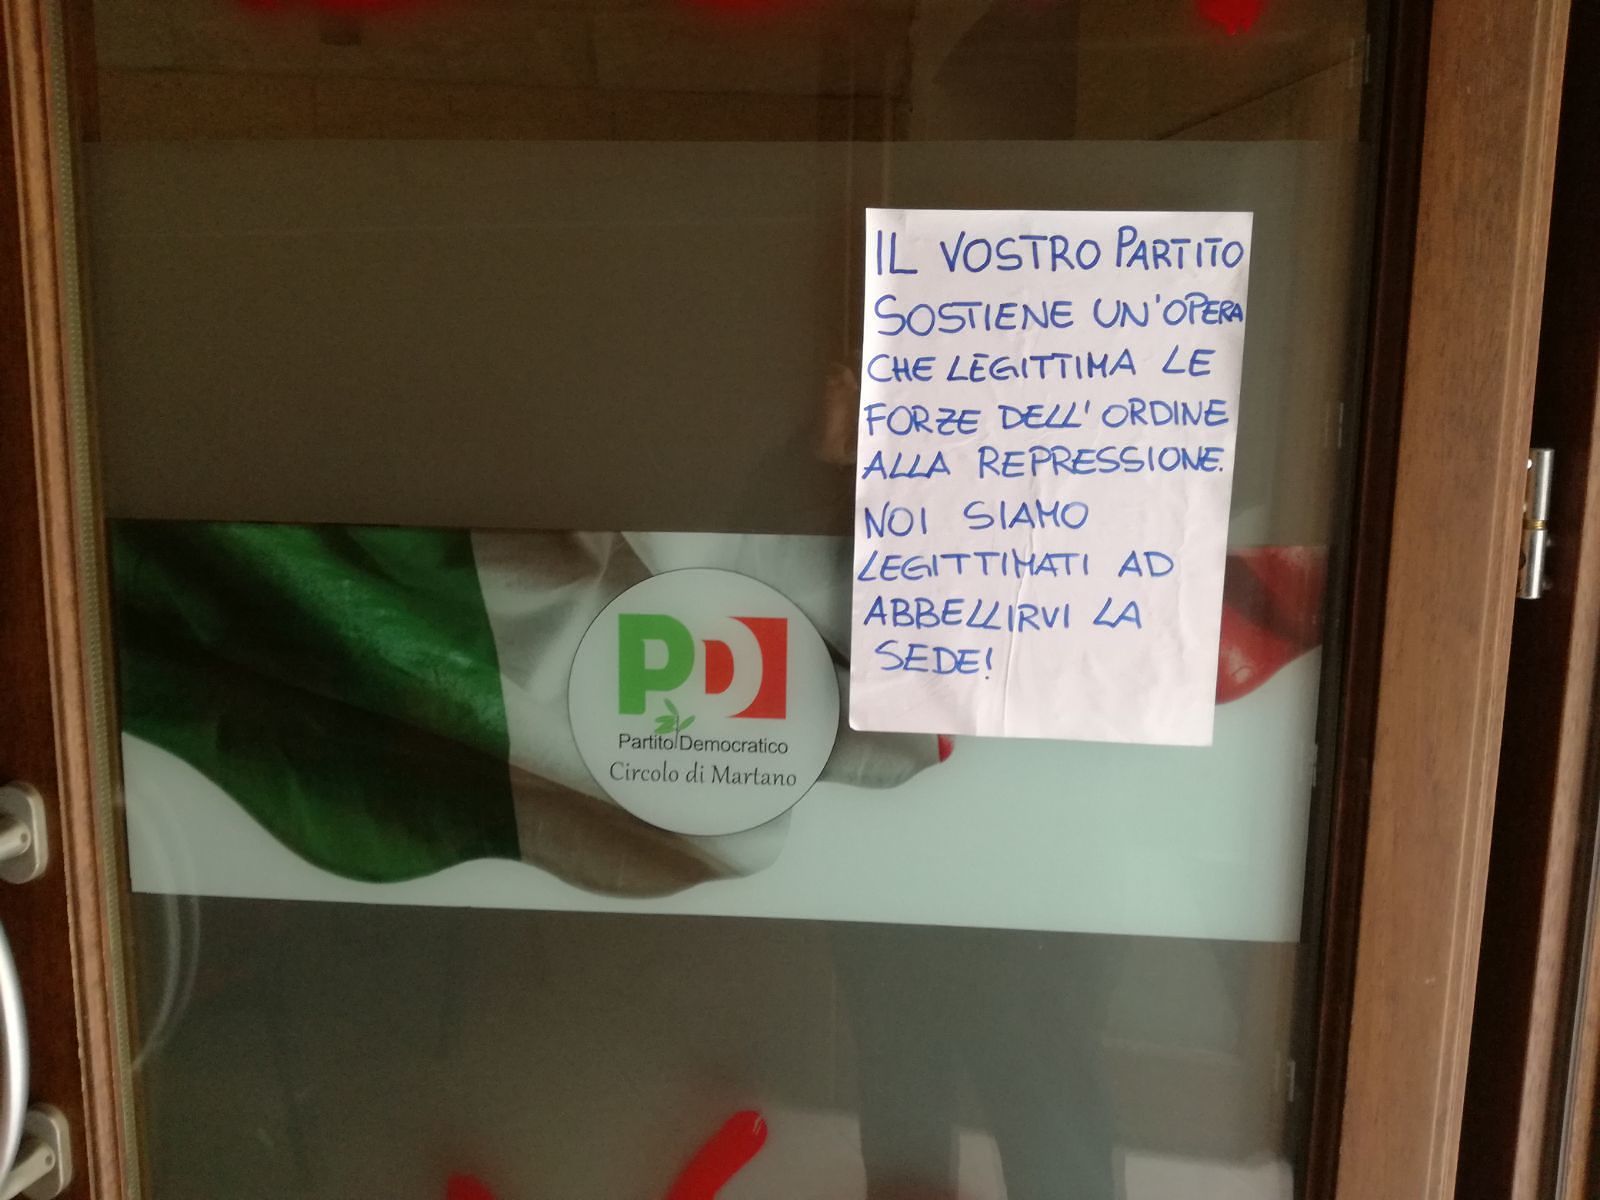 IL VOSTRO PARTITO
SOSTIENE UN'OPERA
CHE LEGITTIMA LE
FORZE DELL'ORDINE
ALLA REPRESSIONE.
NOI SIAMO
LEGITTIMATI AD
ABBELLIRVI LA
SEDE!
PD
Partito Democratico
Circolo di Martano